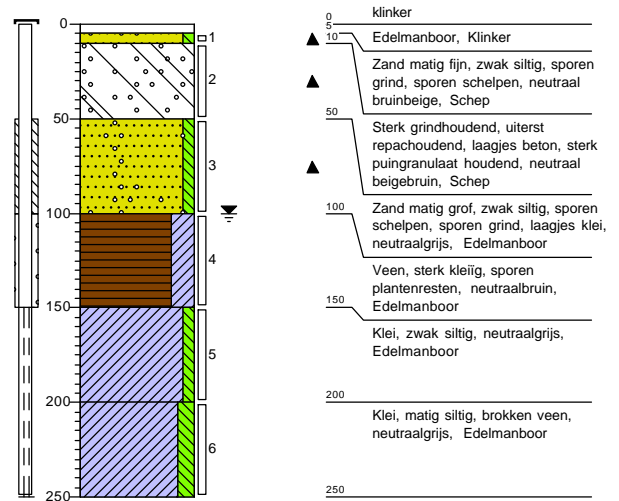 0
50
100
150
200
250
1
2
3
4
5
6
0
klinker
5
Edelmanboor, Klinker
10
Zand matig fijn, zwak siltig, sporen
grind, sporen schelpen, neutraal
bruinbeige, Schep
50
Sterk grindhoudend, uiterst
repachoudend, laagjes beton, sterk
puingranulaat houdend, neutraal
beigebruin, Schep
100
Zand matig grof, zwak siltig, sporen
schelpen, sporen grind, laagjes klei,
neutraalgrijs, Edelmanboor
Veen, sterk kleiïg, sporen
plantenresten, neutraalbruin,
Edelmanboor
150
Klei, zwak siltig, neutraalgrijs,
Edelmanboor
200
Klei, matig siltig, brokken veen,
neutraalgrijs, Edelmanboor
250